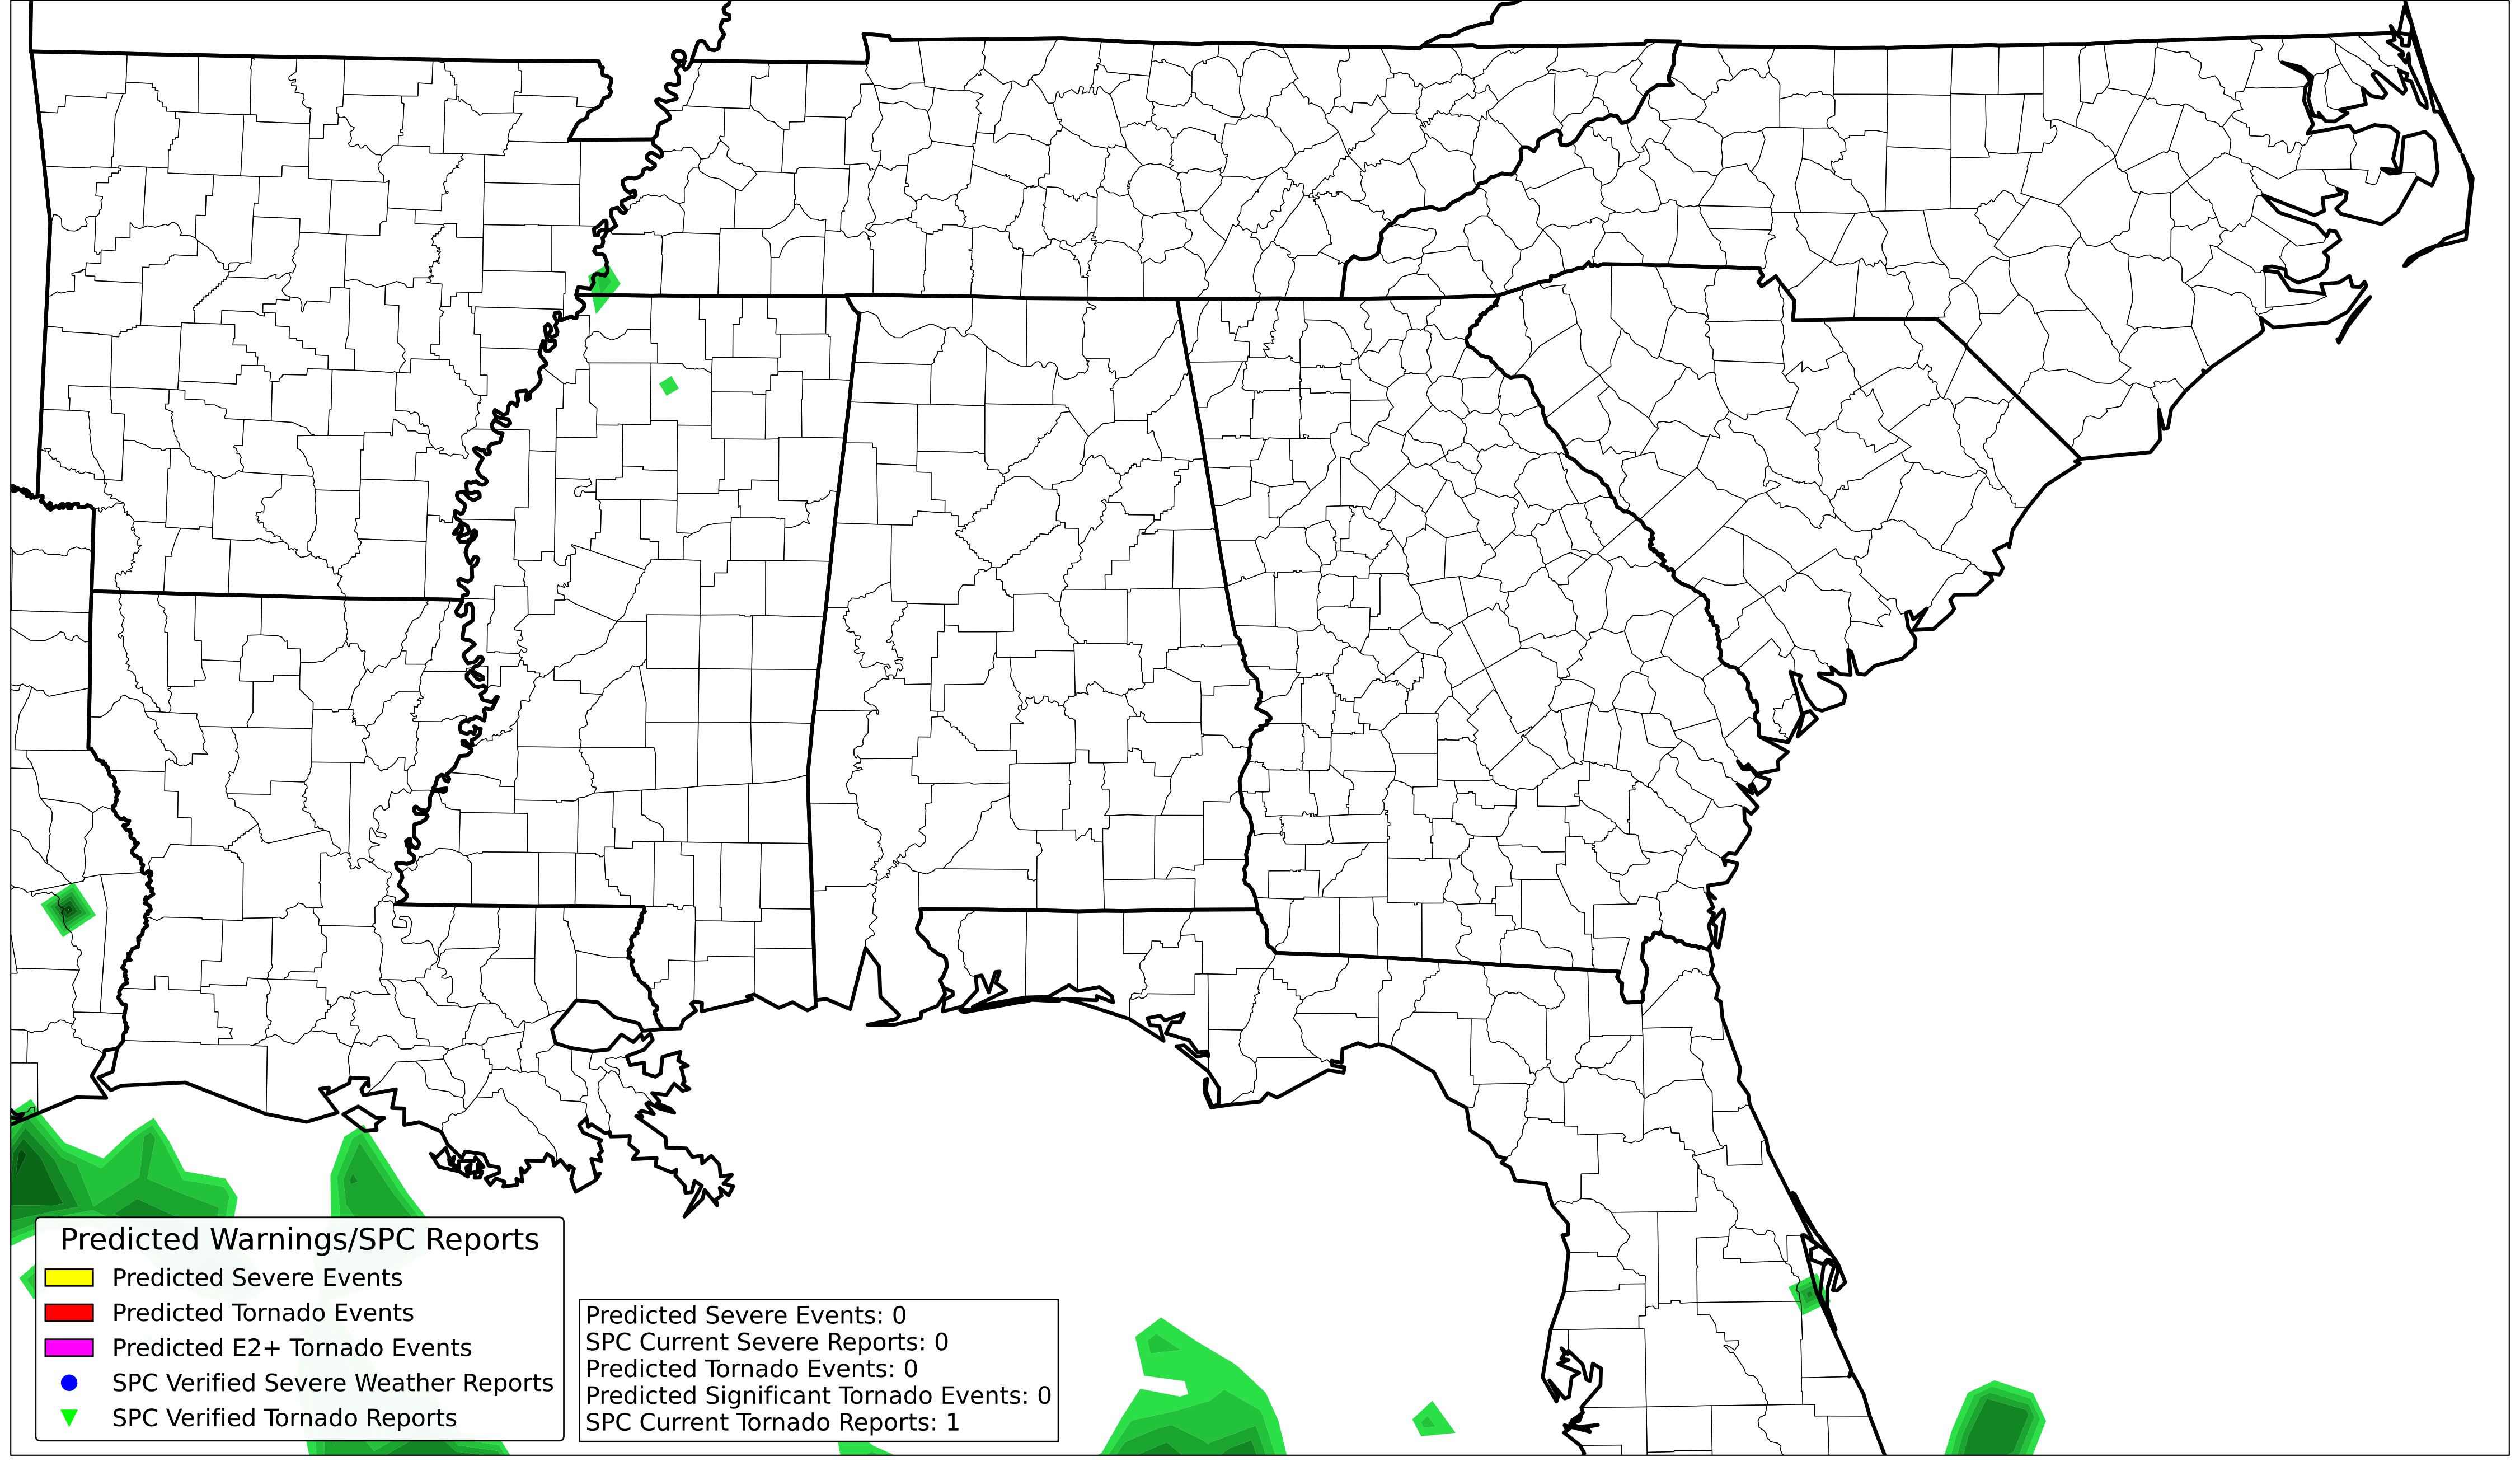 Predicted Warnings/SPC Reports
Predicted Severe Events
Predicted Tornado Events
Predicted E2+ Tornado Events
SPC Verified Severe Weather Reports
SPC Verified Tornado Reports
Predicted Severe Events: 0
SPC Current Severe Reports: 0
Predicted Tornado Events: 0
Predicted Significant Tornado Events: 0
SPC Current Tornado Reports: 1